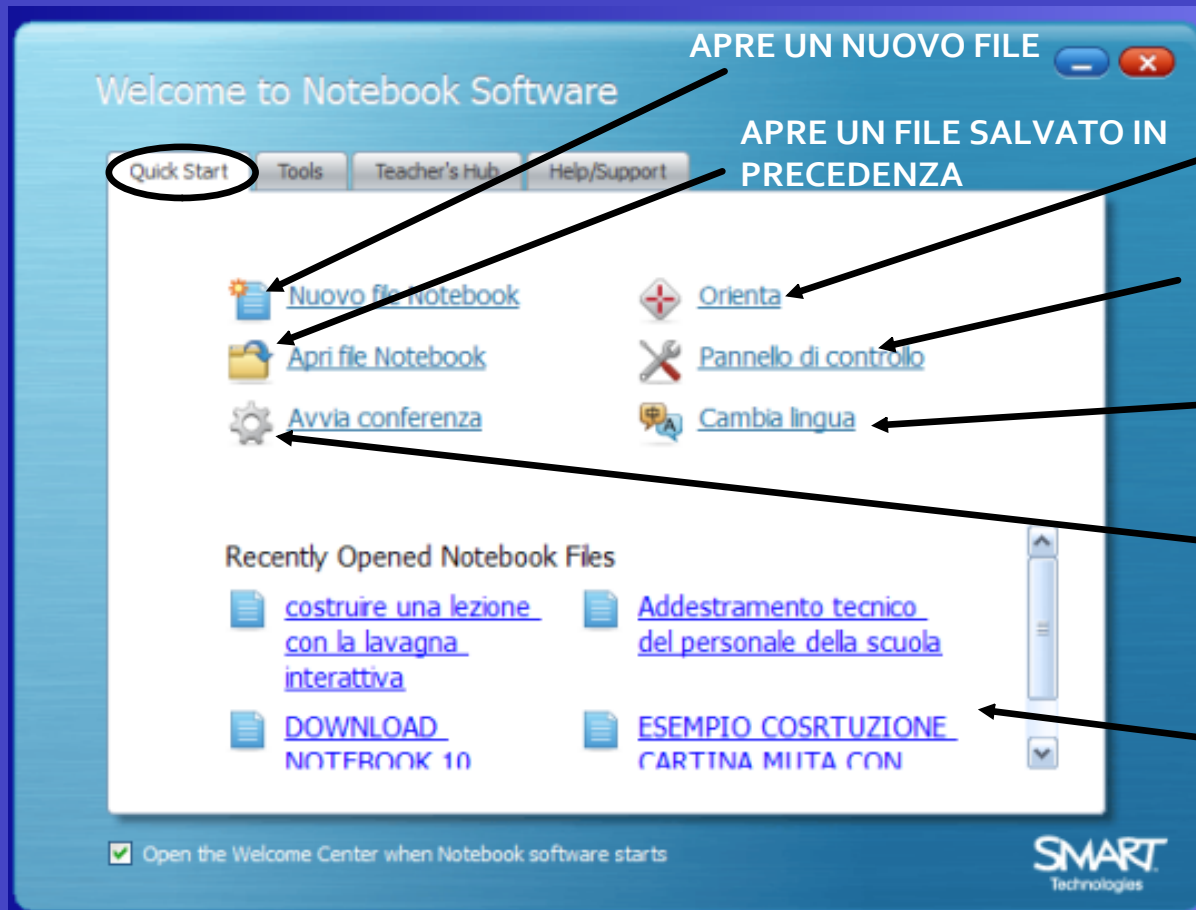 APRE UN NUOVO FILE
Welcome to Notebook Software
APRE UN FILE SALVATO IN
PRECEDENZA
Quick Start
Tools
Teacher's Hub
Help/Support
Nuovo file Notebook
Orienta
Apri file Notebook
Pannello di controllo
Avvia conferenza
Cambia lingua
Recently Opened Notebook Files
costruire una lezione
con la lavagna
interattiva
Addestramento tecnico
del personale della scuola
DOWNLOAD
NOTEBOOK 10
ESEMPIO COSRTUZIONE
CARTINA MUTA CON
Open the Welcome Center when Notebook software starts
SMART
Technologies